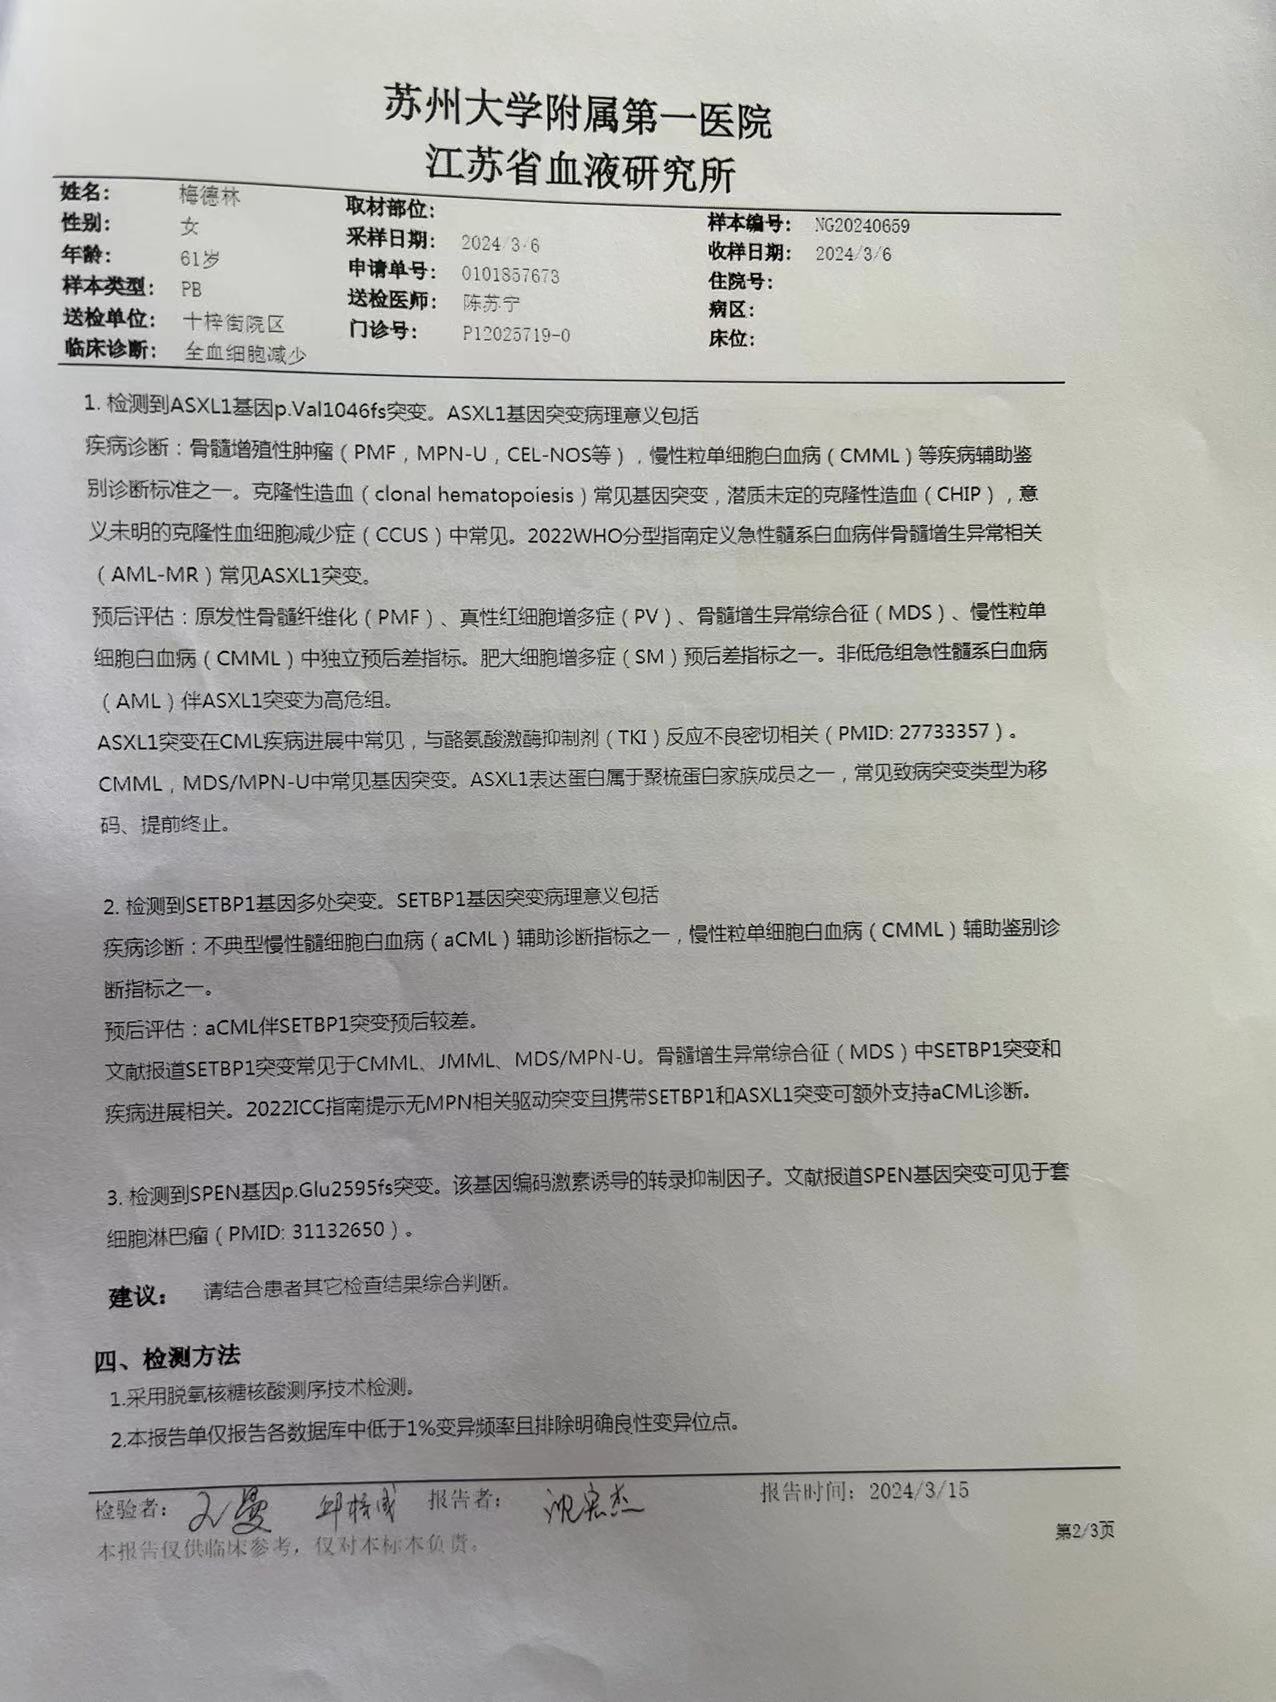 苏州大学附属第一医院
江苏省血液研究所
姓名： 梅德林 取材部位： 样本编号： NG20240659
性别： 女 采样日期： 2024/3/6 收样日期： 2024/3/6
年龄： 61岁 申请单号： 0101857673 住院号：
样本类型： PB 送检医师： 陈苏宁 病区：
送检单位： 十梓街院区 门诊号： P12025719-0 床位：
临床诊断： 全血细胞减少
1. 检测到ASXL1基因p.Val1046fs突变。ASXL1基因突变病理意义包括
疾病诊断：骨髓增殖性肿瘤（PMF，MPN-U，CEL-NOS等），慢性粒单细胞白血病（CMML）等疾病辅助鉴
别诊断标准之一。克隆性造血（clonal hematopoiesis）常见基因突变，潜质未定的克隆性造血（CHIP），意
义未明的克隆性血细胞减少症（CCUS）中常见。2022WHO分型指南定义急性髓系白血病伴骨髓增生异常相关
（AML-MR）常见ASXL1突变。
预后评估：原发性骨髓纤维化（PMF）、真性红细胞增多症（PV）、骨髓增生异常综合征（MDS）、慢性粒单
细胞白血病（CMML）中独立预后差指标。肥大细胞增多症（SM）预后差指标之一。非低危组急性髓系白血病
（AML）伴ASXL1突变为高危组。
ASXL1突变在CML疾病进展中常见，与酪氨酸激酶抑制剂（TKI）反应不良密切相关（PMID: 27733357）。
CMML，MDS/MPN-U中常见基因突变。ASXL1表达蛋白属于聚梳蛋白家族成员之一，常见致病突变类型为移
码、提前终止。
2. 检测到SETBP1基因多处突变。SETBP1基因突变病理意义包括
疾病诊断：不典型慢性髓细胞白血病（aCML）辅助诊断指标之一，慢性粒单细胞白血病（CMML）辅助鉴别诊
断指标之一。
预后评估：aCML伴SETBP1突变预后较差。
文献报道SETBP1突变常见于CMML、JMML、MDS/MPN-U。骨髓增生异常综合征（MDS）中SETBP1突变和
疾病进展相关。2022ICC指南提示无MPN相关驱动突变且携带SETBP1和ASXL1突变可额外支持aCML诊断。
3. 检测到SPEN基因p.Glu2595fs突变。该基因编码激素诱导的转录抑制因子。文献报道SPEN基因突变可见于套
细胞淋巴瘤（PMID: 31132650）。
建议： 请结合患者其它检查结果综合判断。
四、检测方法
1.采用脱氧核糖核酸测序技术检测。
2.本报告单仅报告各数据库中低于1%变异频率且排除明确良性变异位点。
检验者： 报告者： 沈宏杰 报告时间：2024/3/15
本报告仅供临床参考，仅对本标本负责。
第2/3页